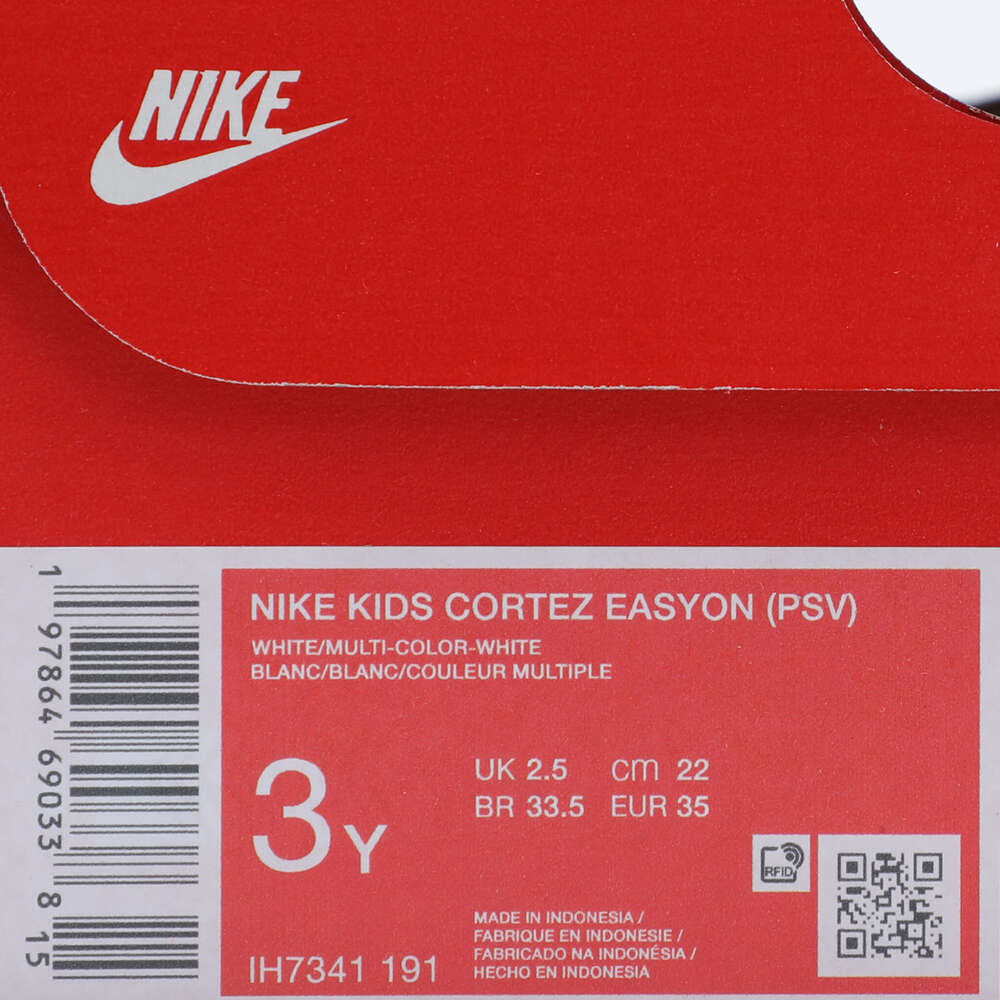 NIKE
NIKE KIDS CORTEZ EASYON (PSV)
WHITE/MULTI-COLOR-WHITE
BLANC/BLANC/COULEUR MULTIPLE
3Y
UK 2.5 cm 22
BR 33.5 EUR 35
RFID
MADE IN INDONESIA /
FABRIQUE EN INDONESIE /
FABRICADO NA INDONÉSIA /
HECHO EN INDONESIA
IH7341 191
1 97864 69033 8 15